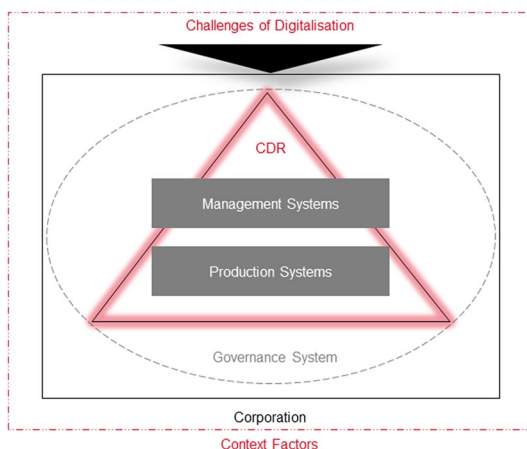 Challenges of Digitalisation
CDR
Management Systems
Production Systems
Governance System
Corporation
Context Factors